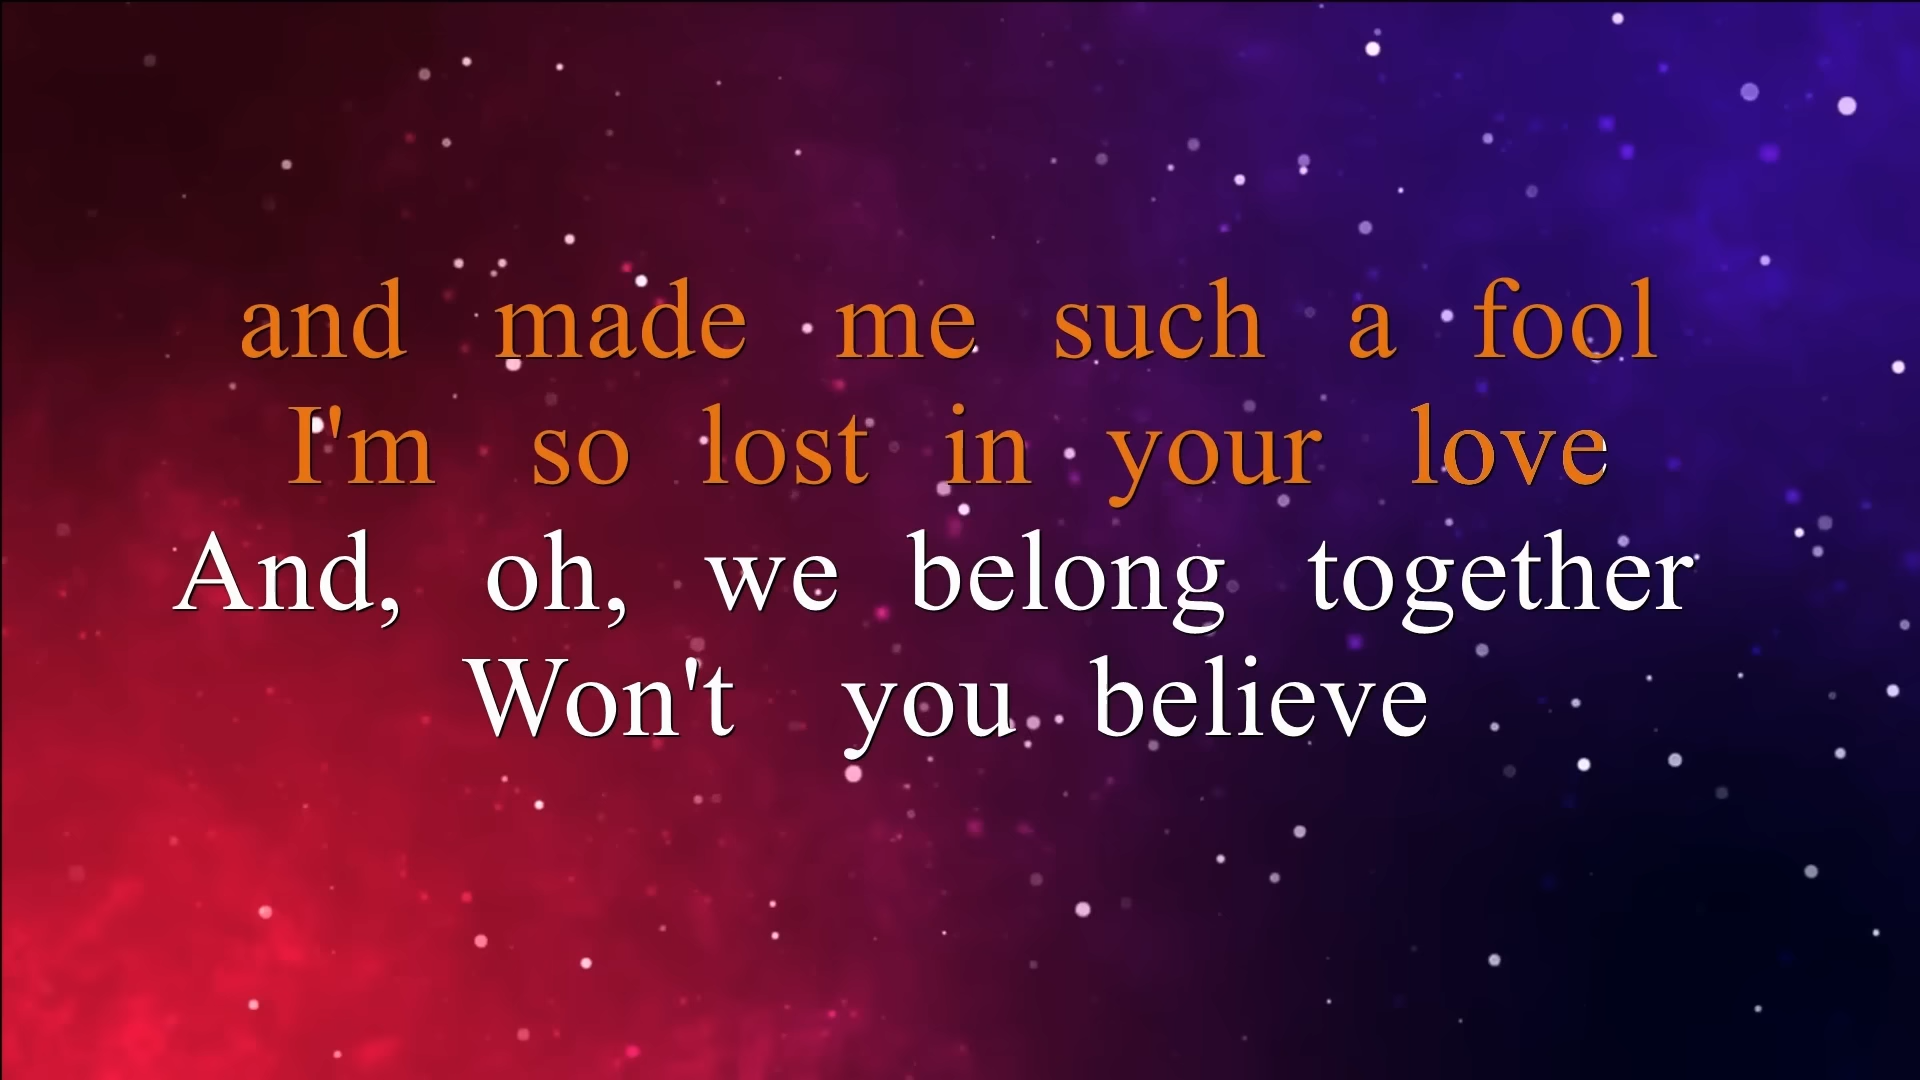 and made me such a fool
I'm so lost in your love
And, oh, we belong together
Won't you believe